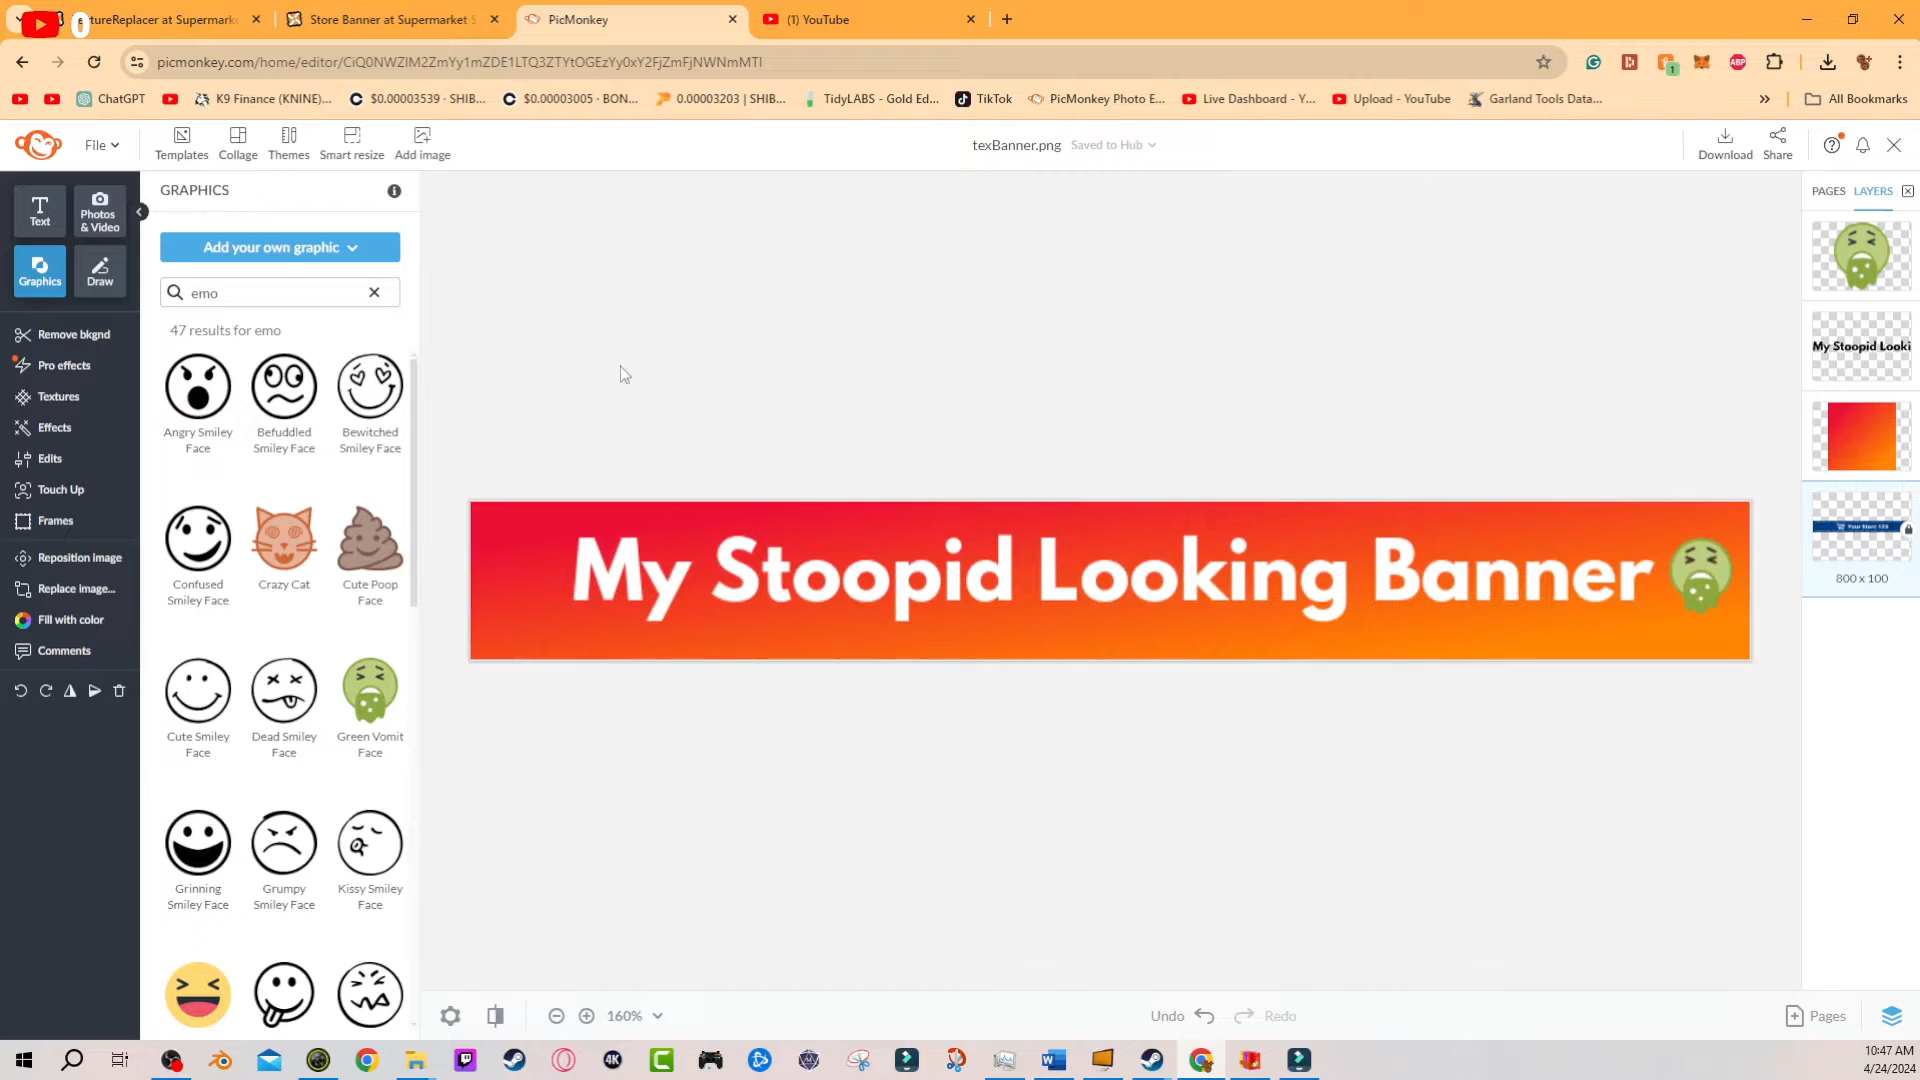 tureReplacer at Supermarke
Store Banner at Supermarket S
PicMonkey
(1) YouTube
0
picmonkey.com/home/editor/CiQ0NWZlM2ZmYy1mZDE1LTQ3ZTYtOGEzYy0xY2FjZmFjNWNmMTI
ChatGPT
K9 Finance (KNINE)...
$0.00003539 · SHIB...
$0.00003005 · BON...
0.00003203 | SHIB...
TidyLABS - Gold Ed...
TikTok
PicMonkey Photo E...
Live Dashboard - Y...
Upload - YouTube
Garland Tools Data...
»
All Bookmarks
File
Templates
Collage
Themes
Smart resize
Add image
texBanner.png
Saved to Hub
Download
Share
Text
Photos
& Video
Graphics
Draw
Remove bkgnd
Pro effects
Textures
Effects
Edits
Touch Up
Frames
Reposition image
Replace image...
Fill with color
Comments
GRAPHICS
Add your own graphic
emo
47 results for emo
Angry Smiley
Face
Befuddled
Smiley Face
Bewitched
Smiley Face
Confused
Smiley Face
Crazy Cat
Cute Poop
Face
Cute Smiley
Face
Dead Smiley
Face
Green Vomit
Face
Grinning
Smiley Face
Grumpy
Smiley Face
Kissy Smiley
Face
My Stoopid Looking Banner
PAGES
LAYERS
My Stoopid Looki
Your Store 123
800 x 100
160%
Undo
Redo
Pages
10:47 AM
4/24/2024